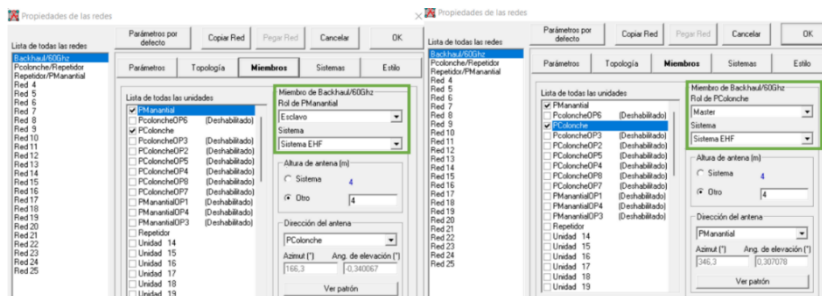 Propiedades de las redes
Lista de todas las redes
Backhaul/60Ghz
Pcolonche/Repetidor
Repetidor/PManantial
Red 4
Red 5
Red 6
Red 7
Red 8
Red 9
Red 10
Red 11
Red 12
Red 13
Red 14
Red 15
Red 16
Red 17
Red 18
Red 19
Red 20
Red 21
Red 22
Red 23
Red 24
Red 25
Parámetros por defecto
Copiar Red
Pegar Red
Cancelar
OK
Parámetros
Topología
Miembros
Sistemas
Estilo
Lista de todas las unidades
PManantial
PcoloncheOP6 (Deshabilitado)
PColonche
PColoncheOP3 (Deshabilitado)
PColoncheOP2 (Deshabilitado)
PColoncheOP5 (Deshabilitado)
PColoncheOP4 (Deshabilitado)
PColoncheOP8 (Deshabilitado)
PColoncheOP7 (Deshabilitado)
PManantialOP1 (Deshabilitado)
PManantialOP4 (Deshabilitado)
PManantialOP3 (Deshabilitado)
Repetidor
Unidad 14
Unidad 15
Unidad 16
Unidad 17
Unidad 18
Unidad 19
Miembro de Backhaul/60Ghz
Rol de PManantial
Esclavo
Sistema
Sistema EHF
Altura de antena (m)
Sistema 4
Otro 4
Dirección del antena
PColonche
Azimut (°) Ang. de elevación (°)
166,3 -0,340067
Ver patrón
Propiedades de las redes
Lista de todas las redes
Backhaul/60Ghz
Pcolonche/Repetidor
Repetidor/PManantial
Red 4
Red 5
Red 6
Red 7
Red 8
Red 9
Red 10
Red 11
Red 12
Red 13
Red 14
Red 15
Red 16
Red 17
Red 18
Red 19
Red 20
Red 21
Red 22
Red 23
Red 24
Red 25
Parámetros por defecto
Copiar Red
Pegar Red
Cancelar
OK
Parámetros
Topología
Miembros
Sistemas
Estilo
Lista de todas las unidades
PManantial
PcoloncheOP6 (Deshabilitado)
PColonche
PColoncheOP3 (Deshabilitado)
PColoncheOP2 (Deshabilitado)
PColoncheOP5 (Deshabilitado)
PColoncheOP4 (Deshabilitado)
PColoncheOP8 (Deshabilitado)
PColoncheOP7 (Deshabilitado)
PManantialOP1 (Deshabilitado)
PManantialOP4 (Deshabilitado)
PManantialOP3 (Deshabilitado)
Repetidor
Unidad 14
Unidad 15
Unidad 16
Unidad 17
Unidad 18
Unidad 19
Miembro de Backhaul/60Ghz
Rol de PColonche
Master
Sistema
Sistema EHF
Altura de antena (m)
Sistema 4
Otro 4
Dirección del antena
PManantial
Azimut (°) Ang. de elevación (°)
346,3 0,307078
Ver patrón